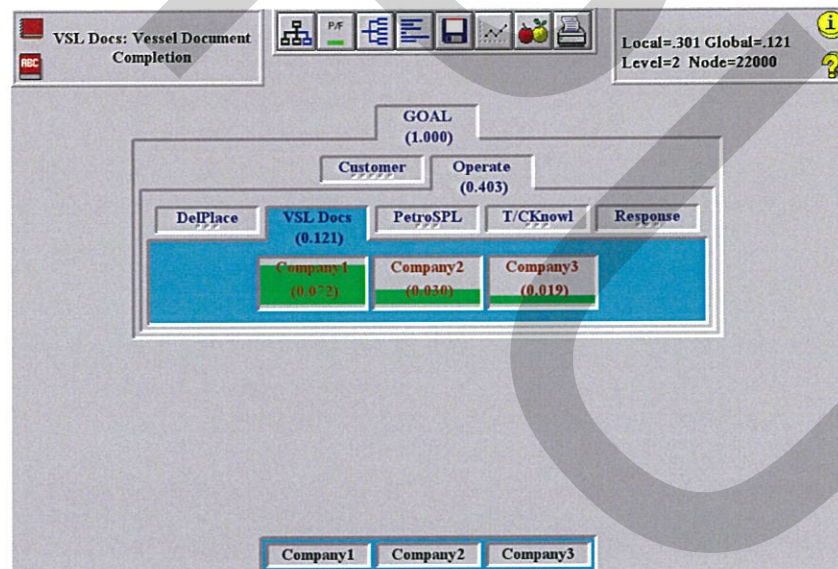 VSL Docs: Vessel Document
Completion
ABC
P/F
Local=.301 Global=.121
Level=2 Node=22000
GOAL
(1.000)
Customer
Operate
(0.403)
DelPlace
VSL Docs
(0.121)
PetroSPL
T/CKnowl
Response
Company1
(0.072)
Company2
(0.030)
Company3
(0.019)
Company1
Company2
Company3